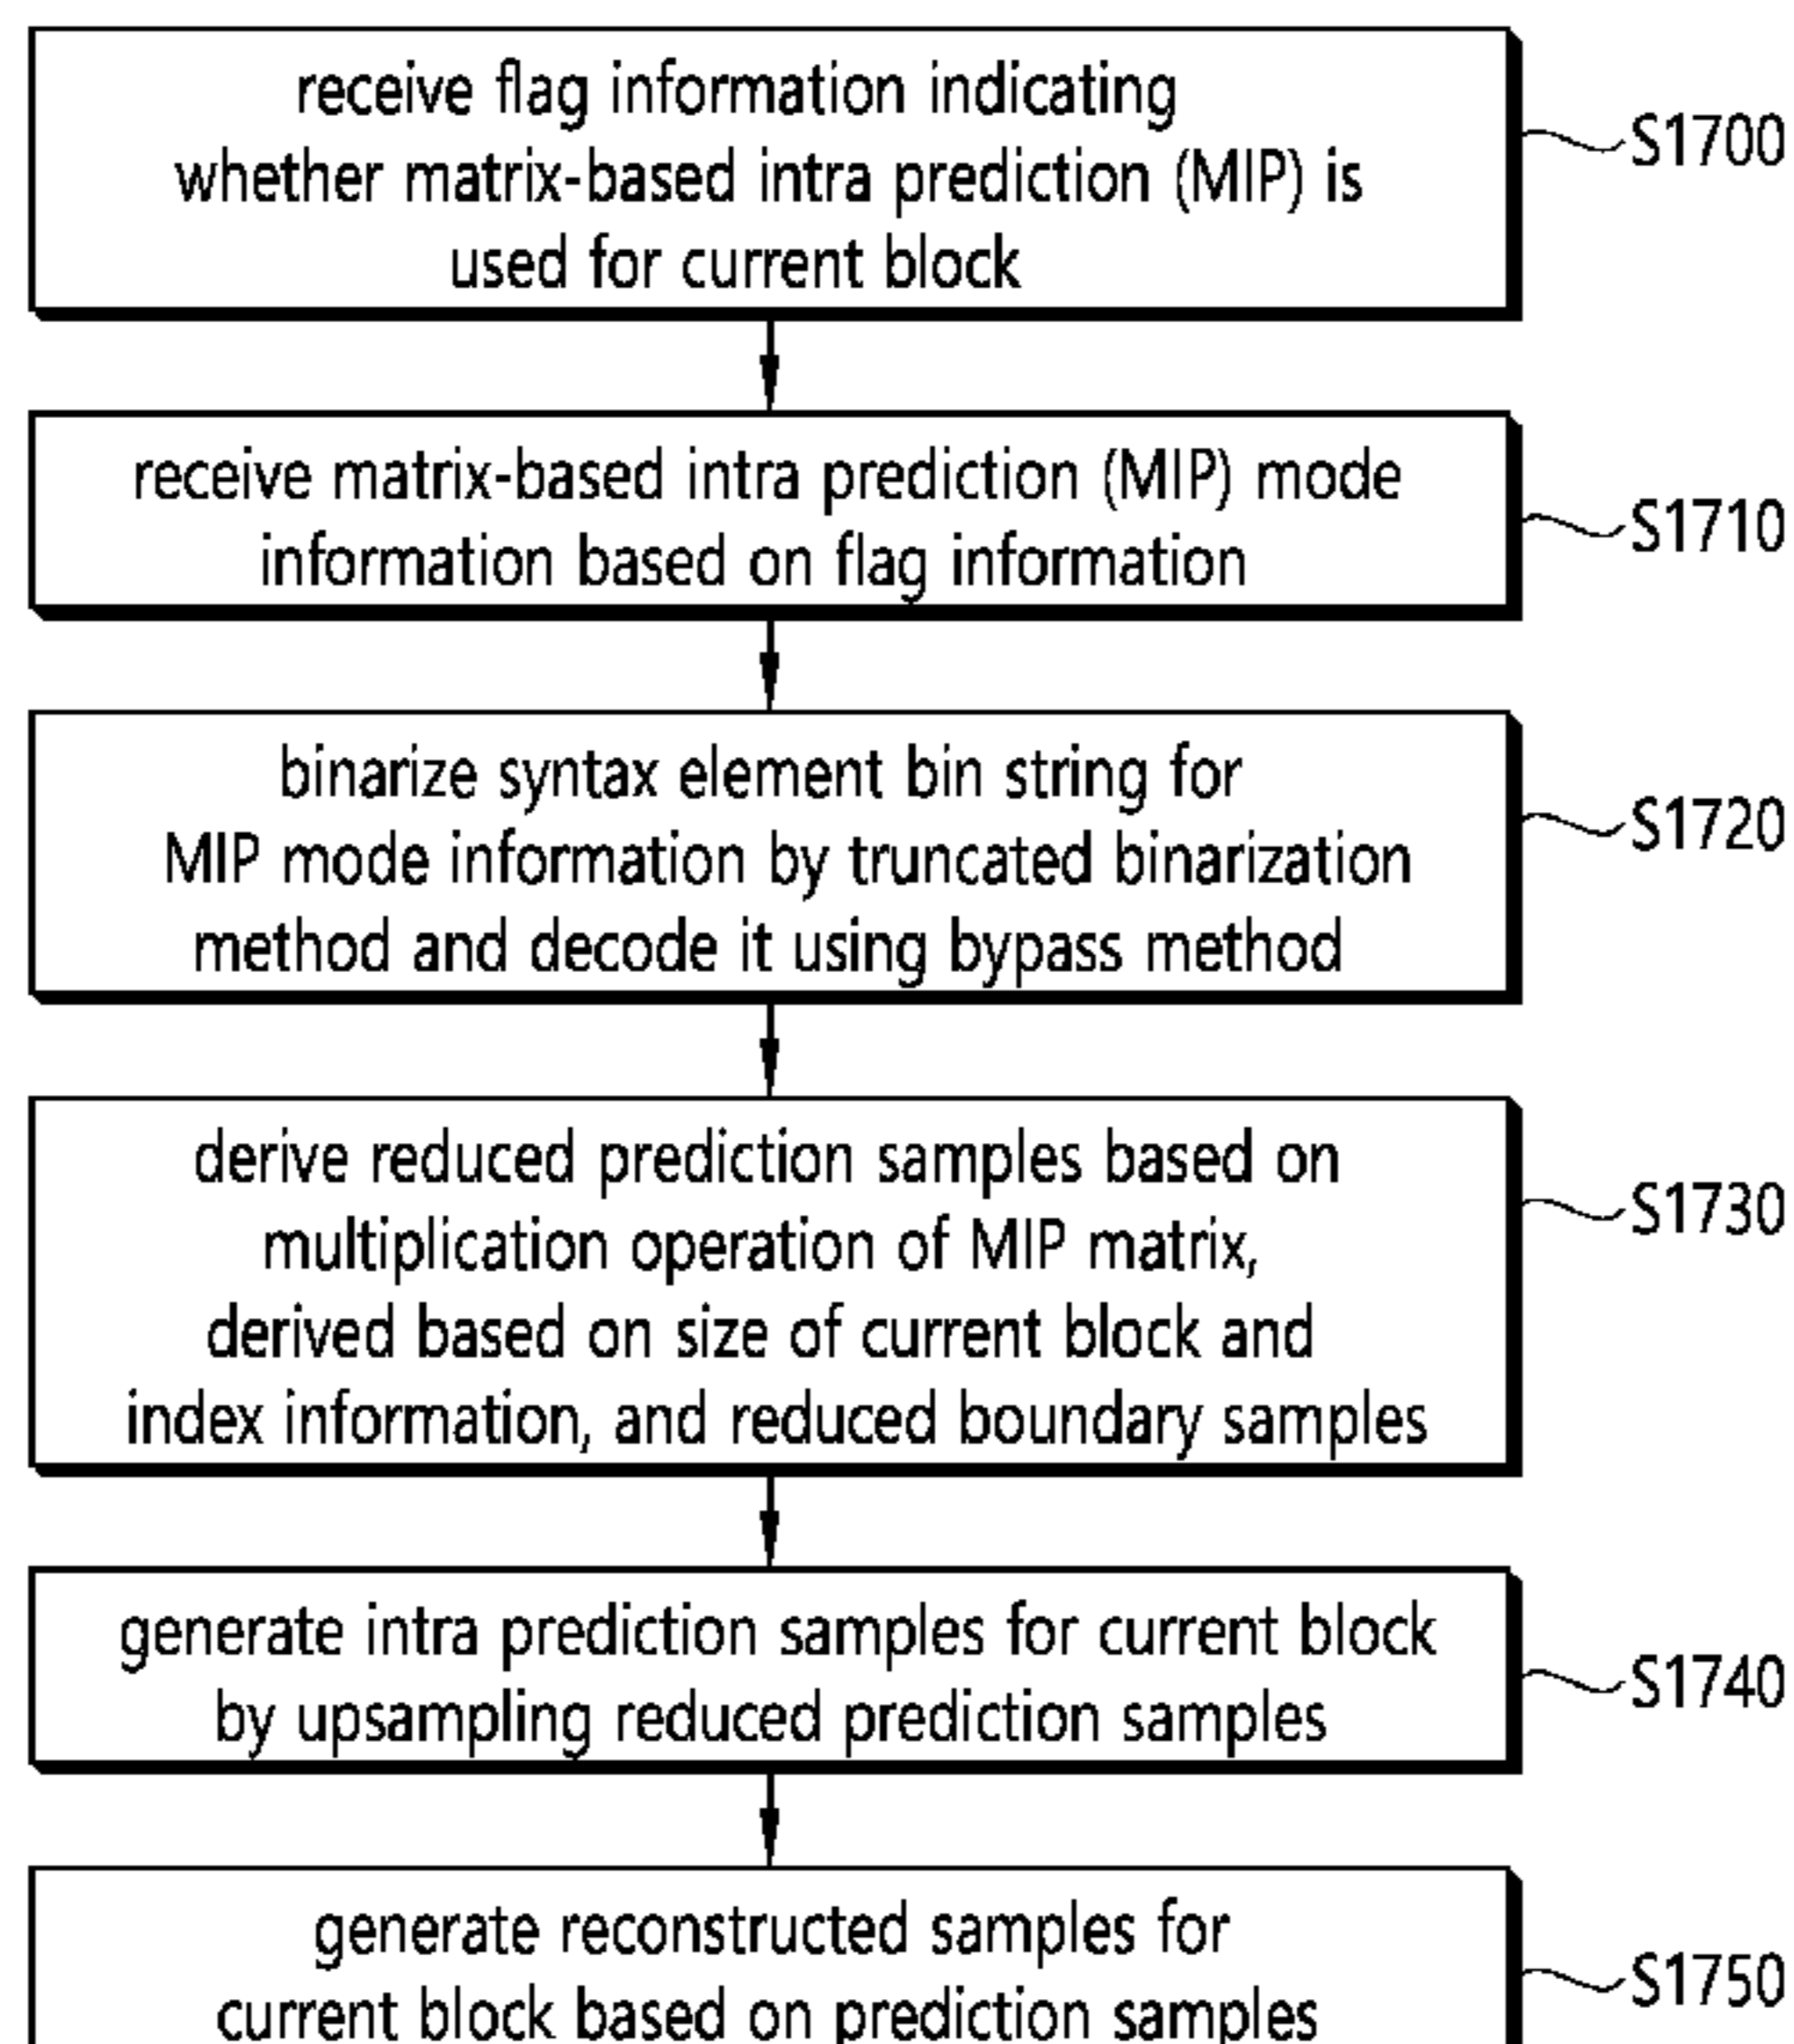 receive flag information indicating
whether matrix-based intra prediction (MIP) is
used for current block
S1700
receive matrix-based intra prediction (MIP) mode
information based on flag information
S1710
binarize syntax element bin string for
MIP mode information by truncated binarization
method and decode it using bypass method
S1720
derive reduced prediction samples based on
multiplication operation of MIP matrix,
derived based on size of current block and
index information, and reduced boundary samples
S1730
generate intra prediction samples for current block
by upsampling reduced prediction samples
S1740
generate reconstructed samples for
current block based on prediction samples
S1750